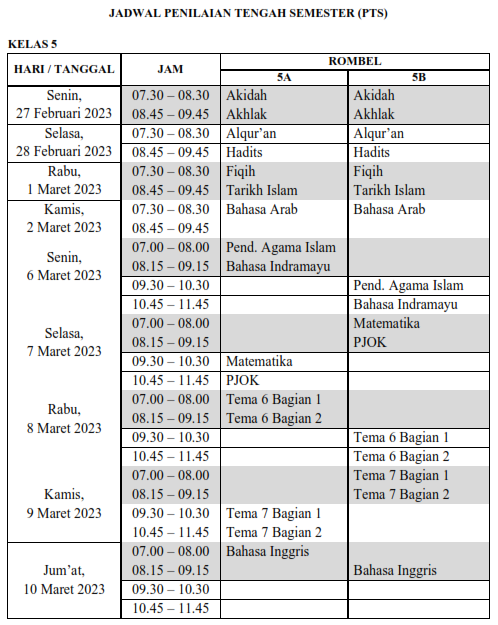 JADWAL PENILAIAN TENGAH SEMESTER (PTS)
KELAS 5
HARI / TANGGAL JAM ROMBEL
5A 5B
Senin,
27 Februari 2023
07.30 – 08.30 Akidah Akidah
08.45 – 09.45 Akhlak Akhlak
Selasa,
28 Februari 2023
07.30 – 08.30 Alqur’an Alqur’an
08.45 – 09.45 Hadits Hadits
Rabu,
1 Maret 2023
07.30 – 08.30 Fiqih Fiqih
08.45 – 09.45 Tarikh Islam Tarikh Islam
Kamis,
2 Maret 2023
07.30 – 08.30 Bahasa Arab Bahasa Arab
08.45 – 09.45
Senin,
6 Maret 2023
07.00 – 08.00 Pend. Agama Islam
08.15 – 09.15 Bahasa Indramayu
09.30 – 10.30 Pend. Agama Islam
10.45 – 11.45 Bahasa Indramayu
Selasa,
7 Maret 2023
07.00 – 08.00 Matematika
08.15 – 09.15 PJOK
09.30 – 10.30 Matematika
10.45 – 11.45 PJOK
Rabu,
8 Maret 2023
07.00 – 08.00 Tema 6 Bagian 1
08.15 – 09.15 Tema 6 Bagian 2
09.30 – 10.30 Tema 6 Bagian 1
10.45 – 11.45 Tema 6 Bagian 2
Kamis,
9 Maret 2023
07.00 – 08.00 Tema 7 Bagian 1
08.15 – 09.15 Tema 7 Bagian 2
09.30 – 10.30 Tema 7 Bagian 1
10.45 – 11.45 Tema 7 Bagian 2
Jum’at,
10 Maret 2023
07.00 – 08.00 Bahasa Inggris
08.15 – 09.15 Bahasa Inggris
09.30 – 10.30
10.45 – 11.45